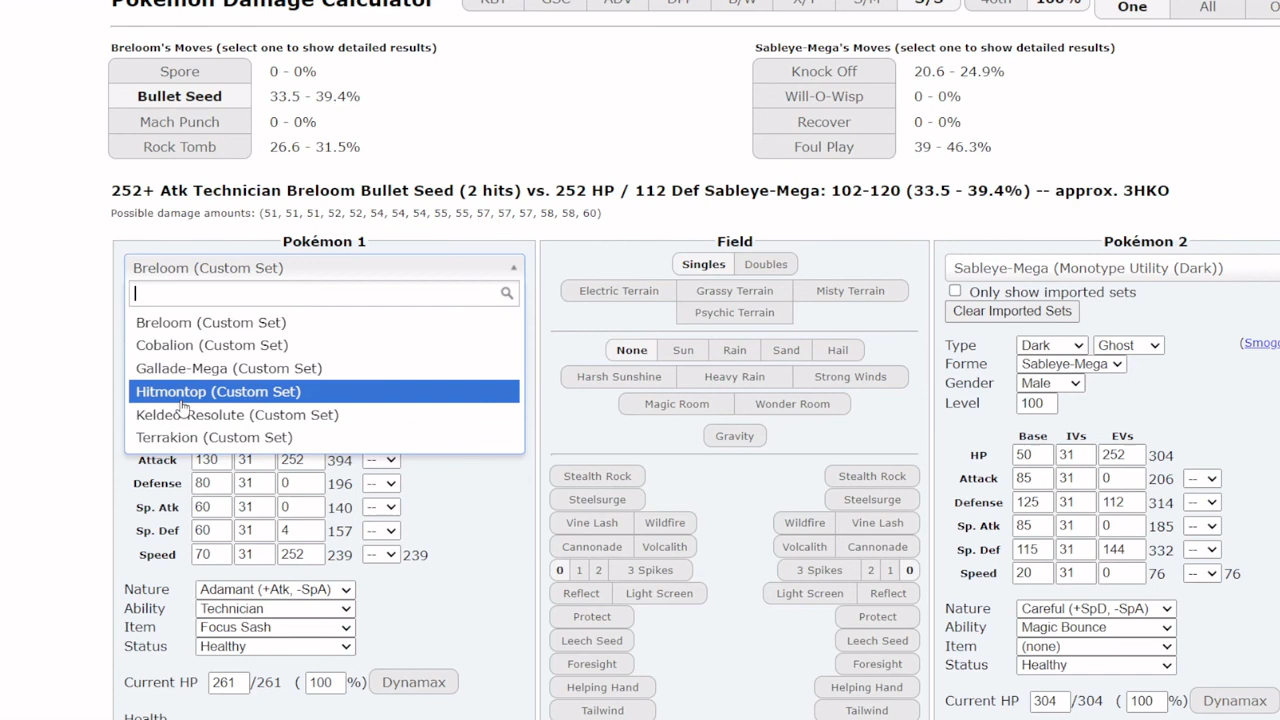 Pokémon Damage Calculator RBY GSC ADV DPP B/W X/Y S/M S/S 100% One All
Breloom's Moves (select one to show detailed results) Sableye-Mega's Moves (select one to show detailed results)
Spore 0 - 0% Knock Off 20.6 - 24.9%
Bullet Seed 33.5 - 39.4% Will-O-Wisp 0 - 0%
Mach Punch 0 - 0% Recover 0 - 0%
Rock Tomb 26.6 - 31.5% Foul Play 39 - 46.3%
252+ Atk Technician Breloom Bullet Seed (2 hits) vs. 252 HP / 112 Def Sableye-Mega: 102-120 (33.5 - 39.4%) -- approx. 3HKO
Possible damage amounts: (51, 51, 51, 52, 52, 54, 54, 54, 55, 55, 57, 57, 57, 58, 58, 60)
Pokémon 1
Breloom (Custom Set)
Breloom (Custom Set)
Cobalion (Custom Set)
Gallade-Mega (Custom Set)
Hitmontop (Custom Set)
Keldeo-Resolute (Custom Set)
Terrakion (Custom Set)
Attack 130 31 252 394 --
Defense 80 31 0 196 --
Sp. Atk 60 31 0 140 --
Sp. Def 60 31 4 157 --
Speed 70 31 252 239 -- 239
Nature Adamant (+Atk, -SpA)
Ability Technician
Item Focus Sash
Status Healthy
Current HP 261 /261 ( 100 %) Dynamax
Health
Field
Singles Doubles
Electric Terrain Grassy Terrain Misty Terrain
Psychic Terrain
None Sun Rain Sand Hail
Harsh Sunshine Heavy Rain Strong Winds
Magic Room Wonder Room
Gravity
Stealth Rock Stealth Rock
Steelsurge Steelsurge
Vine Lash Wildfire Wildfire Vine Lash
Cannonade Volcalith Volcalith Cannonade
0 1 2 3 Spikes 3 Spikes 2 1 0
Reflect Light Screen Light Screen Reflect
Protect Protect
Leech Seed Leech Seed
Foresight Foresight
Helping Hand Helping Hand
Tailwind Tailwind
Pokémon 2
Sableye-Mega (Monotype Utility (Dark))
Only show imported sets
Clear Imported Sets
Type Dark Ghost
Forme Sableye-Mega
Gender Male
Level 100
Base IVs EVs
HP 50 31 252 304
Attack 85 31 0 206 --
Defense 125 31 112 314 --
Sp. Atk 85 31 0 185 --
Sp. Def 115 31 144 332 --
Speed 20 31 0 76 -- 76
Nature Careful (+SpD, -SpA)
Ability Magic Bounce
Item (none)
Status Healthy
Current HP 304 /304 ( 100 %) Dynamax